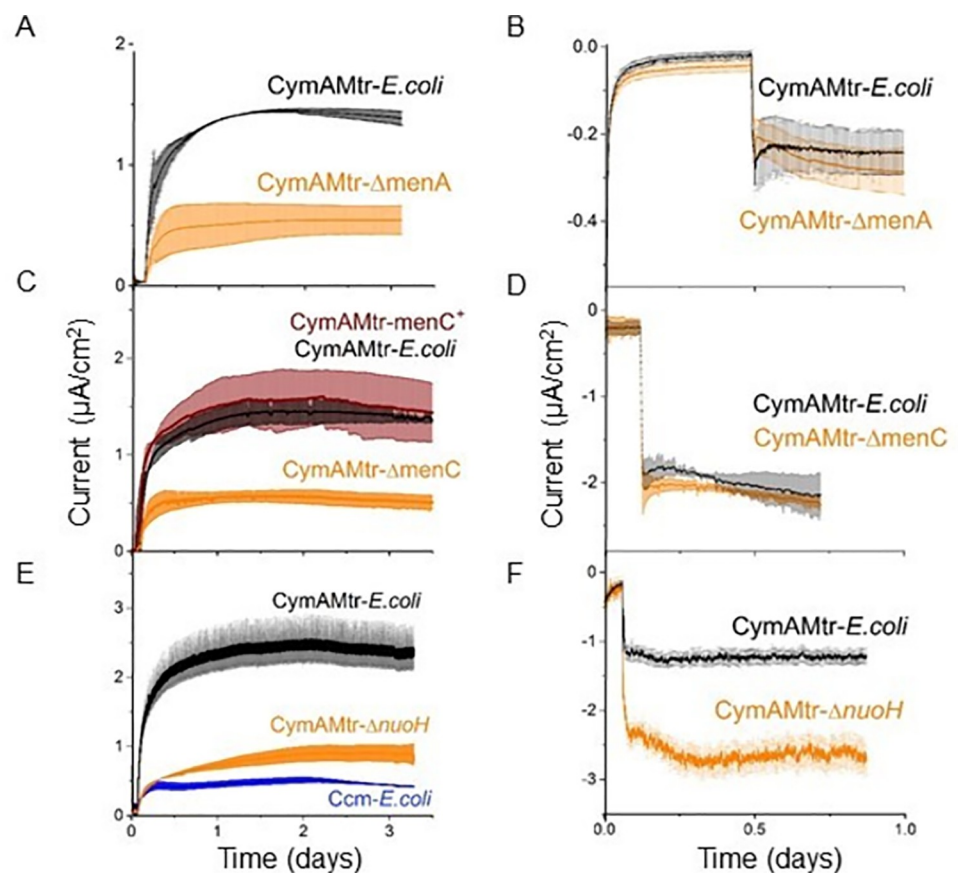 A
2
1
0
CymAMtr-E.coli
CymAMtr-ΔmenA
B
0.0
-0.2
-0.4
CymAMtr-E.coli
CymAMtr-ΔmenA
C
2
1
0
CymAMtr-menC⁺
CymAMtr-E.coli
CymAMtr-ΔmenC
Current (µA/cm²)
D
0
-1
-2
CymAMtr-E.coli
CymAMtr-ΔmenC
Current (µA/cm²)
E
3
2
1
0
CymAMtr-E.coli
CymAMtr-ΔnuoH
Ccm-E.coli
0 1 2 3
Time (days)
F
0
-1
-2
-3
CymAMtr-E.coli
CymAMtr-ΔnuoH
0.0 0.5 1.0
Time (days)